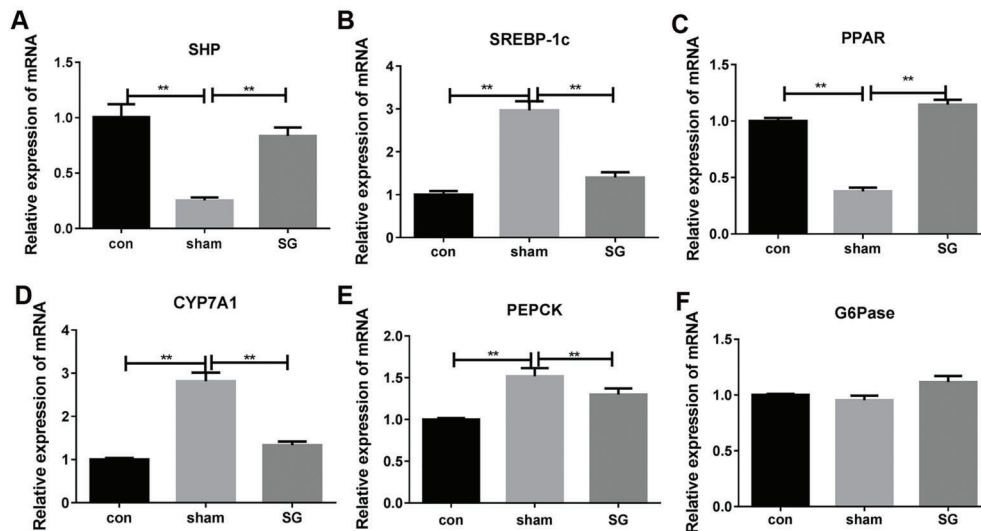 A
SHP
Relative expression of mRNA
1.5
1.0
0.5
0.0
**
**
con
sham
SG
B
SREBP-1c
Relative expression of mRNA
4
3
2
1
0
**
**
con
sham
SG
C
PPAR
Relative expression of mRNA
1.5
1.0
0.5
0.0
**
**
con
sham
SG
D
CYP7A1
Relative expression of mRNA
4
3
2
1
0
**
**
con
sham
SG
E
PEPCK
Relative expression of mRNA
2.0
1.5
1.0
0.5
0.0
**
**
con
sham
SG
F
G6Pase
Relative expression of mRNA
1.5
1.0
0.5
0.0
con
sham
SG